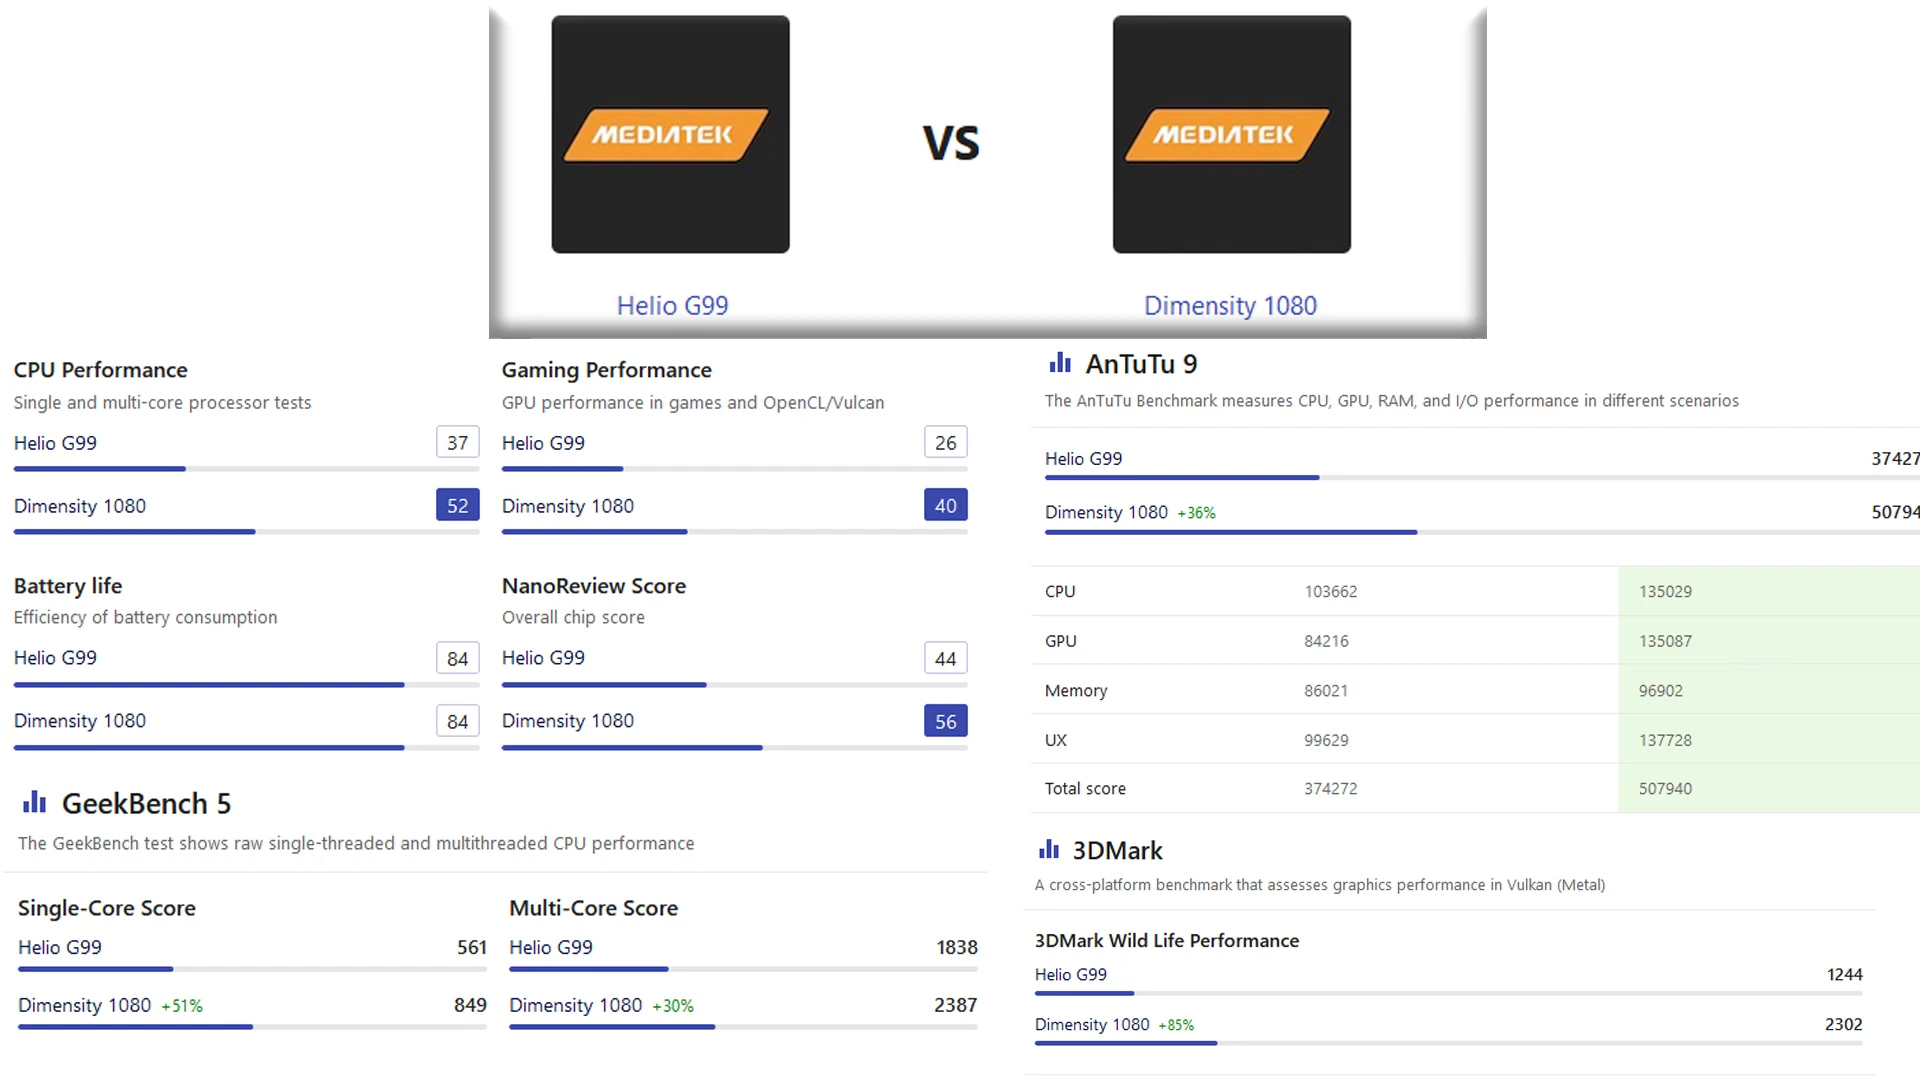 MEDIATEK
VS
MEDIATEK
Helio G99
Dimensity 1080
CPU Performance
Single and multi-core processor tests
Helio G99 37
Dimensity 1080 52
Gaming Performance
GPU performance in games and OpenCL/Vulcan
Helio G99 26
Dimensity 1080 40
Battery life
Efficiency of battery consumption
Helio G99 84
Dimensity 1080 84
NanoReview Score
Overall chip score
Helio G99 44
Dimensity 1080 56
GeekBench 5
The GeekBench test shows raw single-threaded and multithreaded CPU performance
Single-Core Score
Helio G99 561
Dimensity 1080 +51% 849
Multi-Core Score
Helio G99 1838
Dimensity 1080 +30% 2387
AnTuTu 9
The AnTuTu Benchmark measures CPU, GPU, RAM, and I/O performance in different scenarios
Helio G99 37427
Dimensity 1080 +36% 50794
CPU 103662 135029
GPU 84216 135087
Memory 86021 96902
UX 99629 137728
Total score 374272 507940
3DMark
A cross-platform benchmark that assesses graphics performance in Vulkan (Metal)
3DMark Wild Life Performance
Helio G99 1244
Dimensity 1080 +85% 2302